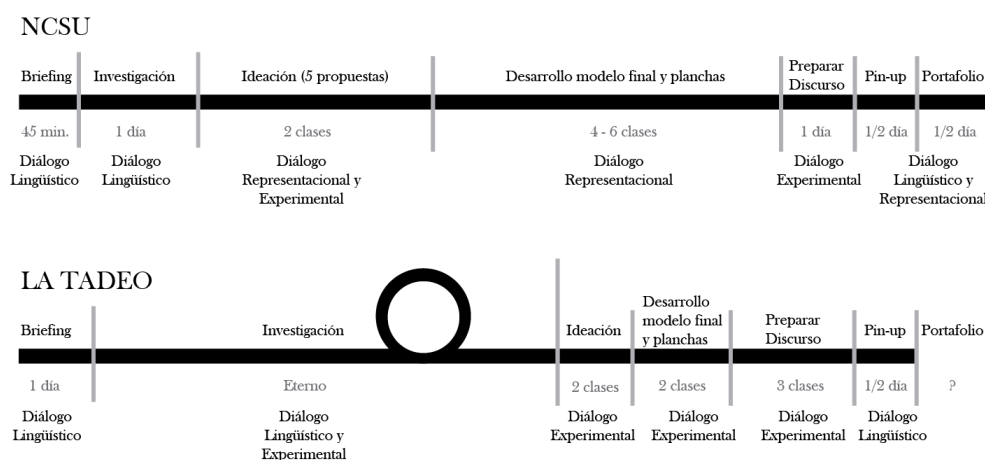 NCSU
Briefing
Investigación
Ideación (5 propuestas)
Desarrollo modelo final y planchas
Preparar
Discurso
Pin-up
Portafolio
45 min.
1 día
2 clases
4 - 6 clases
1 día
1/2 día
1/2 día
Diálogo
Lingüístico
Diálogo
Lingüístico
Diálogo
Representacional y
Experimental
Diálogo
Representacional
Diálogo
Experimental
Diálogo
Lingüístico y
Representacional
LA TADEO
Briefing
Investigación
Ideación
Desarrollo
modelo final
y planchas
Preparar
Discurso
Pin-up
Portafolio
1 día
Eterno
2 clases
2 clases
3 clases
1/2 día
?
Diálogo
Lingüístico
Diálogo
Lingüístico y
Experimental
Diálogo
Experimental
Diálogo
Experimental
Diálogo
Experimental
Diálogo
Lingüístico